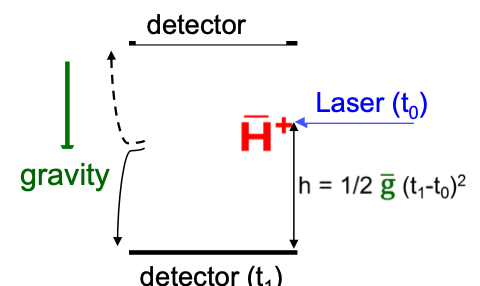 detector
Laser (t₀)
H̅⁺
gravity
h = 1/2 g̅ (t₁-t₀)²
detector (t₁)